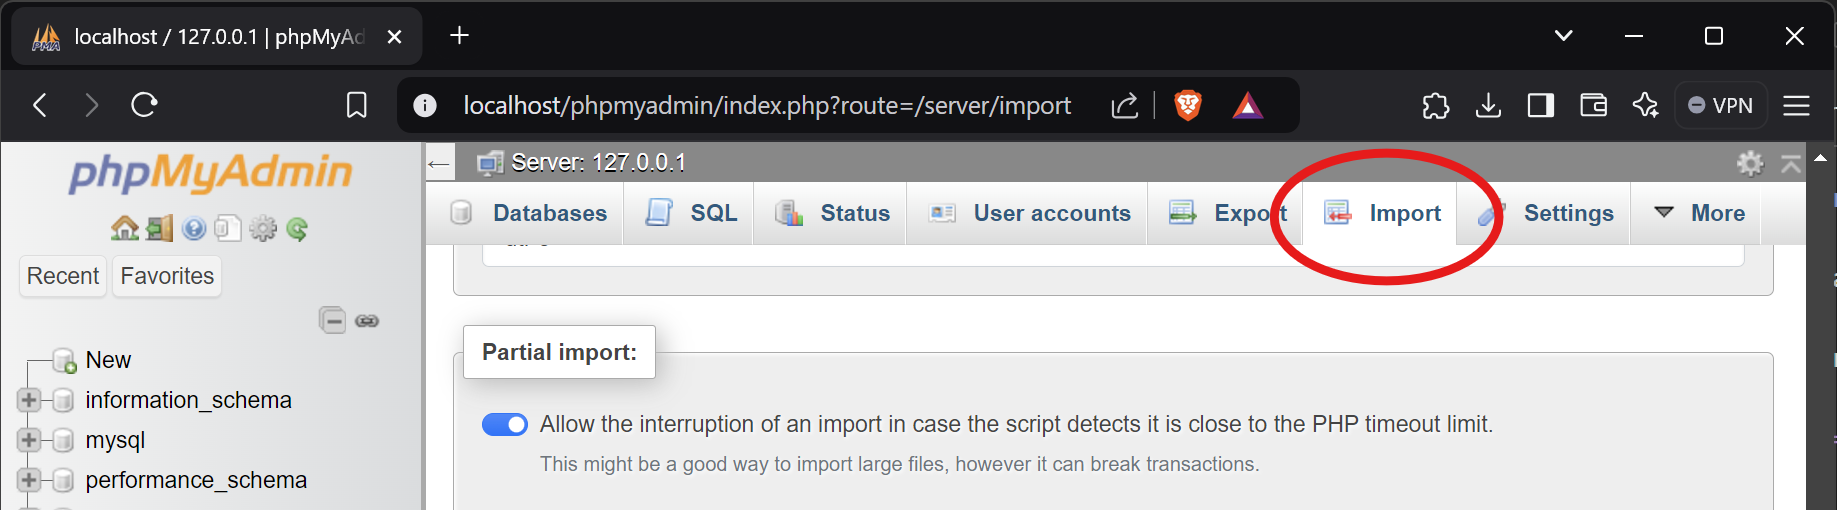 localhost / 127.0.0.1 | phpMyAd
localhost/phpmyadmin/index.php?route=/server/import
VPN
phpMyAdmin
Recent
Favorites
New
information_schema
mysql
performance_schema
Server: 127.0.0.1
Databases
SQL
Status
User accounts
Export
Import
Settings
More
Partial import:
Allow the interruption of an import in case the script detects it is close to the PHP timeout limit.
This might be a good way to import large files, however it can break transactions.